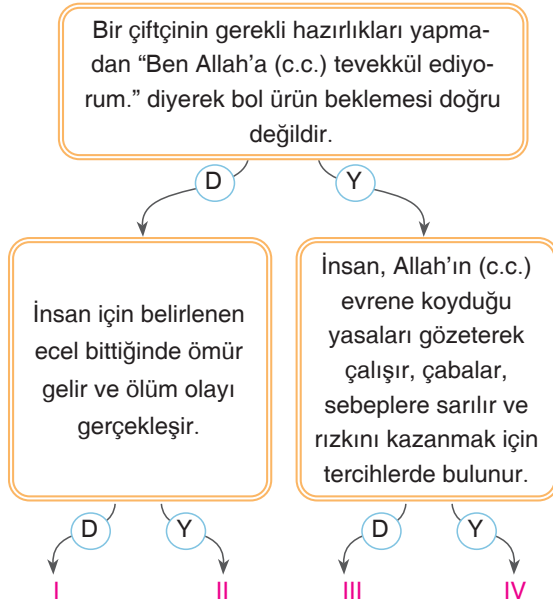 Bir çiftçinin gerekli hazırlıkları yapma-
dan “Ben Allah’a (c.c.) tevekkül ediyo-
rum.” diyerek bol ürün beklemesi doğru
değildir.
D
Y
İnsan için belirlenen
ecel bittiğinde ömür
gelir ve ölüm olayı
gerçekleşir.
İnsan, Allah’ın (c.c.)
evrene koyduğu
yasaları gözeterek
çalışır, çabalar,
sebeplere sarılır ve
rızkını kazanmak için
tercihlerde bulunur.
D
Y
D
Y
I
II
III
IV